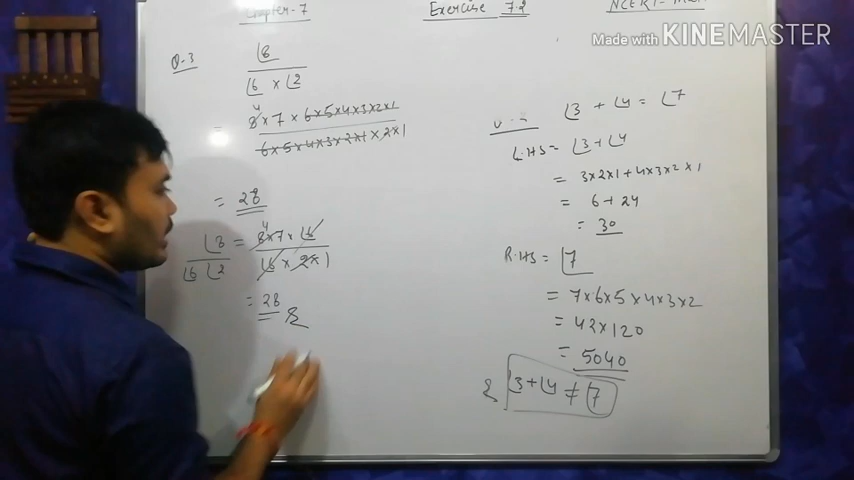 Chapter-7
Exercise 7.2
Made with KINEMASTER
Q.3
⌊8
⌊6 × ⌊2
= 8×7 × 6×5×4×3×2×1
6×5×4×3×2×1 × 2×1
4
= 28
⌊8 = 8×7 × ⌊6
⌊6 ⌊2 ⌊6 × 2×1
4
= 28
⌊3 + ⌊4 = ⌊7
L.HS = ⌊3+⌊4
= 3×2×1+4×3×2×1
= 6+24
= 30
R.HS = ⌊7
= 7×6×5×4×3×2
= 42×120
= 5040
⌊3+⌊4 ≠ ⌊7